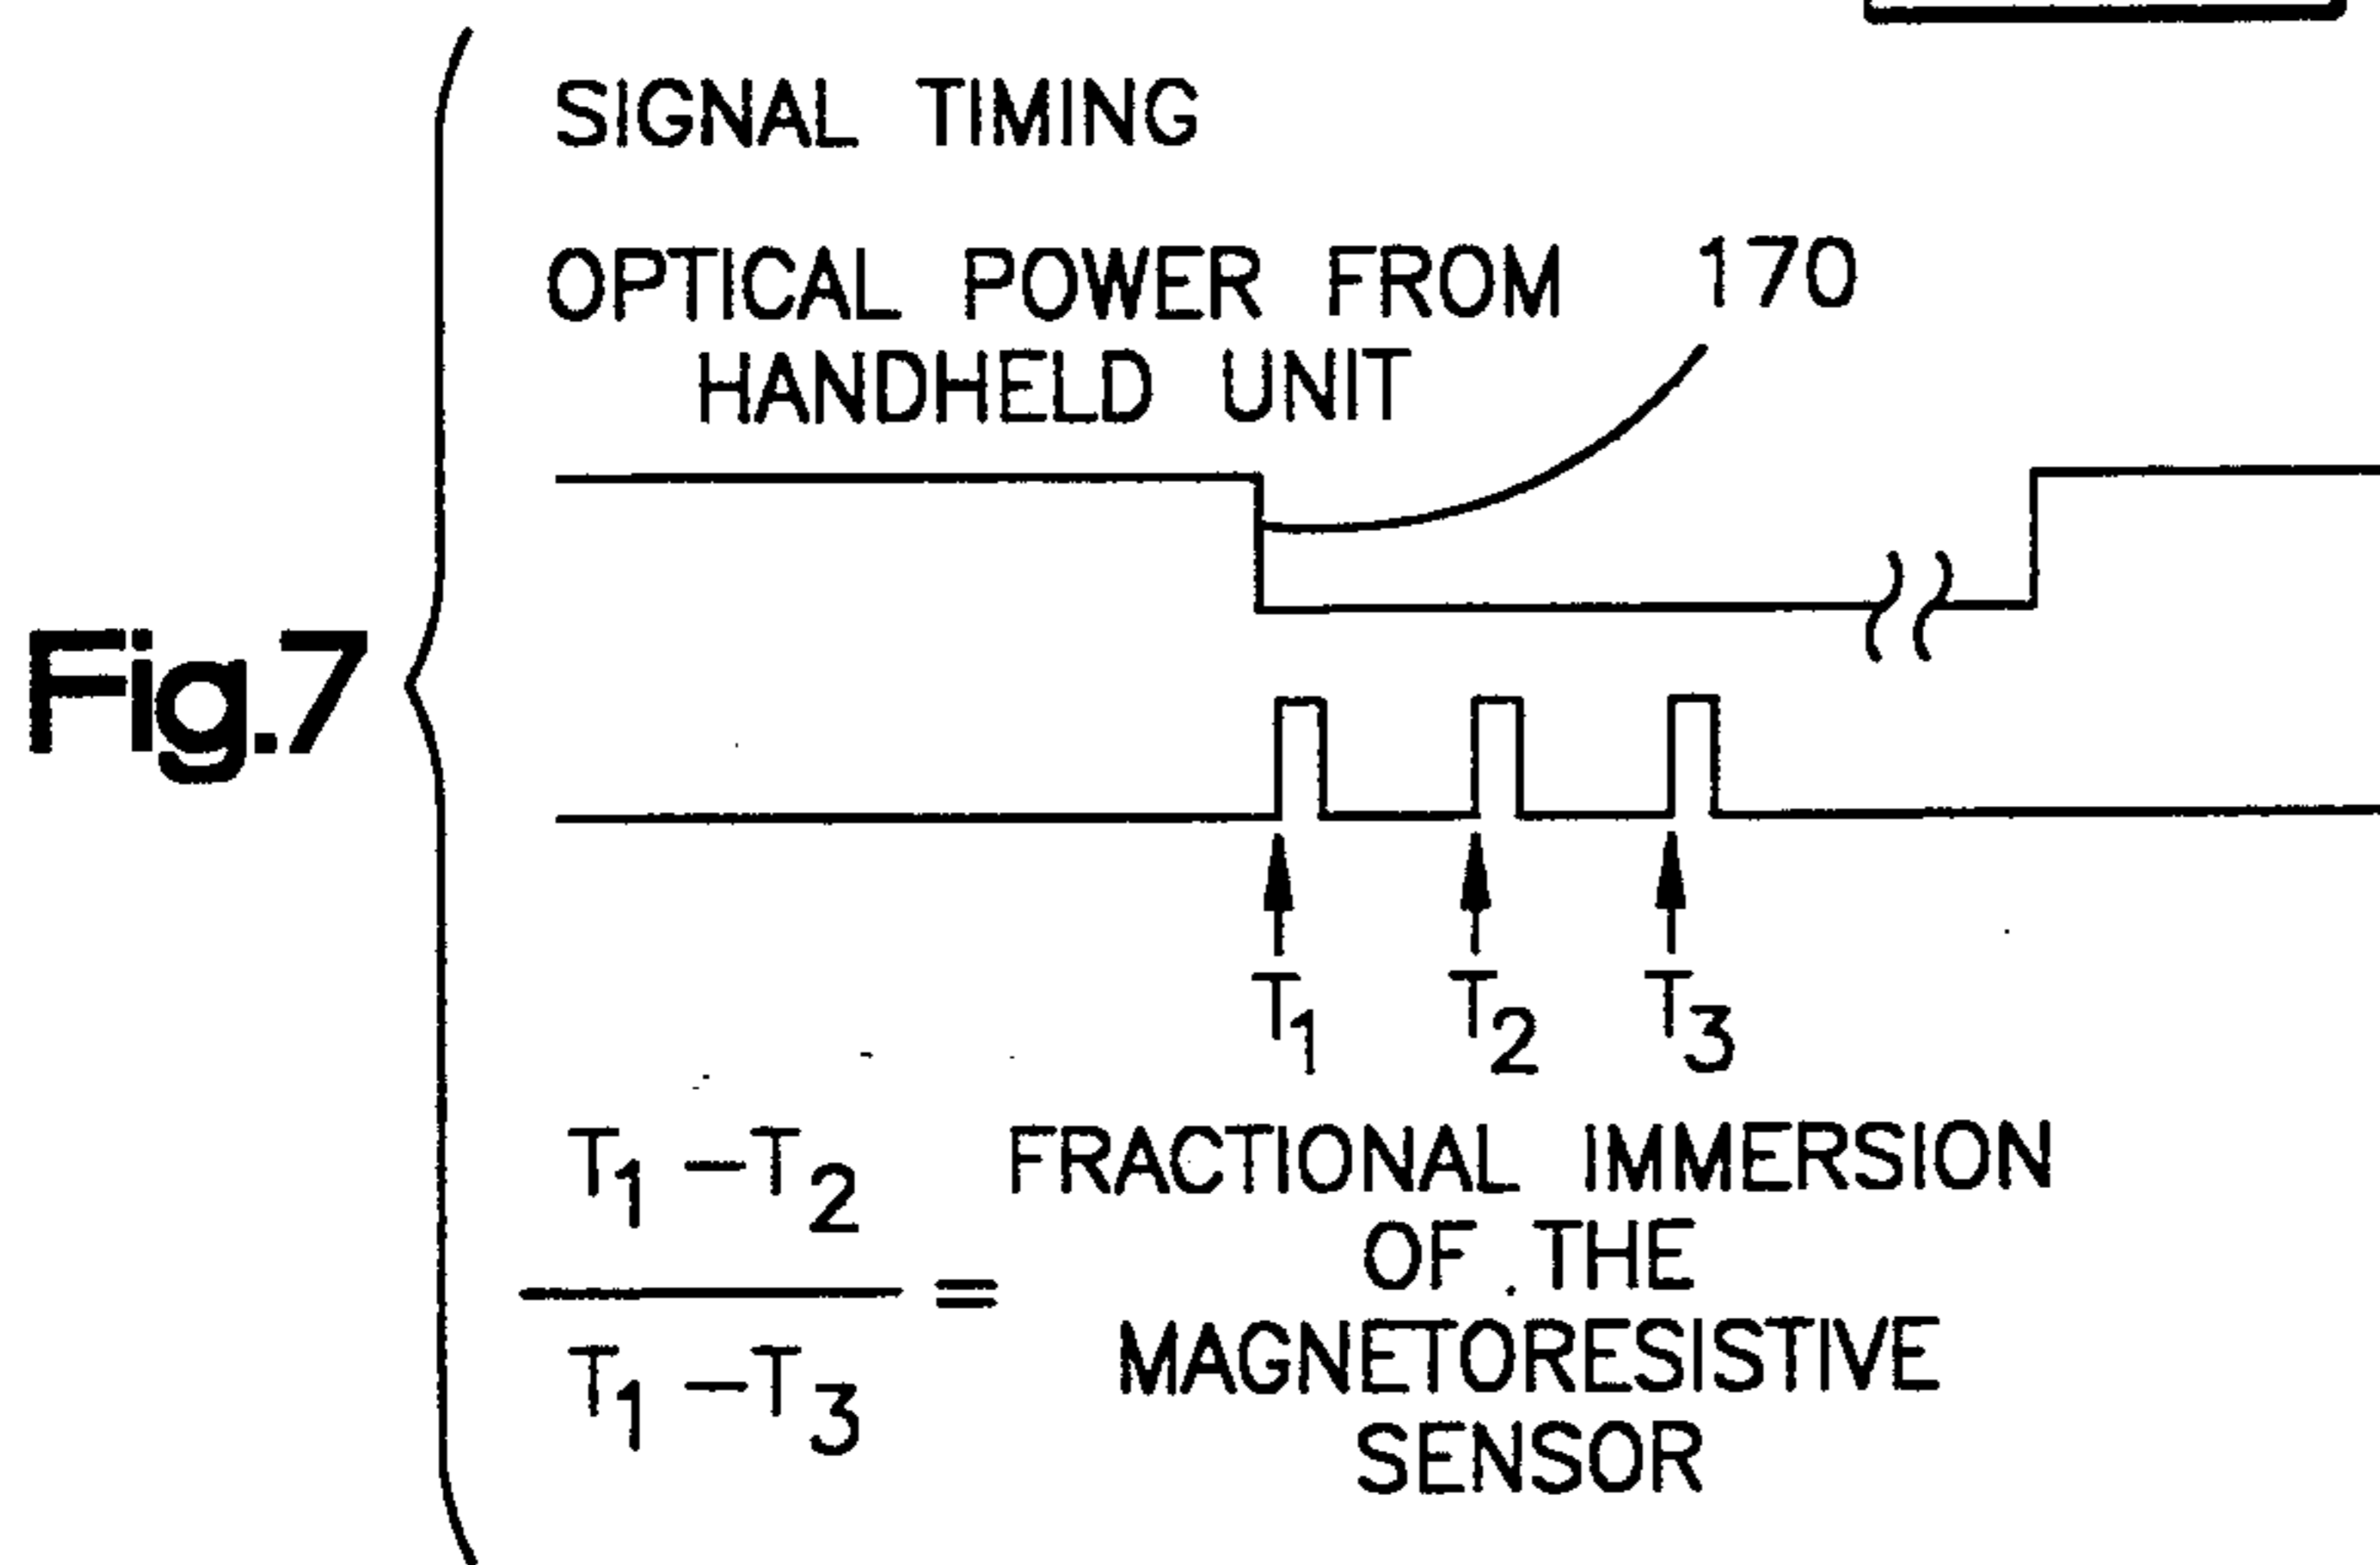 SIGNAL TIMING
OPTICAL POWER FROM
HANDHELD UNIT
170
Fig.7
T1 T2 T3
T1 - T2
T1 - T3
=
FRACTIONAL IMMERSION
OF THE
MAGNETORESISTIVE
SENSOR